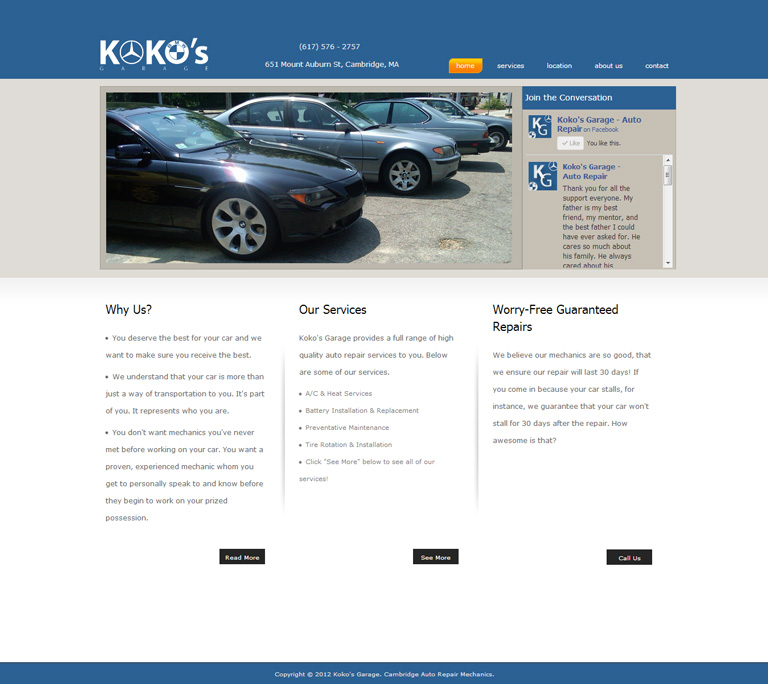 KOKO's
GARAGE
(617) 576 - 2757
651 Mount Auburn St, Cambridge, MA
home
services
location
about us
contact
Join the Conversation
KG
Koko's Garage - Auto
Repair on Facebook
Like
You like this.
KG
Koko's Garage -
Auto Repair
Thank you for all the
support everyone. My
father is my best
friend, my mentor, and
the best father I could
have ever asked for. He
cares so much about
his family. He always
cared about his
Why Us?
• You deserve the best for your car and we
want to make sure you receive the best.
• We understand that your car is more than
just a way of transportation to you. It's part
of you. It represents who you are.
• You don't want mechanics you've never
met before working on your car. You want a
proven, experienced mechanic whom you
get to personally speak to and know before
they begin to work on your prized
possession.
Read More
Our Services
Koko's Garage provides a full range of high
quality auto repair services to you. Below
are some of our services.
• A/C & Heat Services
• Battery Installation & Replacement
• Preventative Maintenance
• Tire Rotation & Installation
• Click "See More" below to see all of our
services!
See More
Worry-Free Guaranteed
Repairs
We believe our mechanics are so good, that
we ensure our repair will last 30 days! If
you come in because your car stalls, for
instance, we guarantee that your car won't
stall for 30 days after the repair. How
awesome is that?
Call Us
Copyright © 2012 Koko's Garage. Cambridge Auto Repair Mechanics.